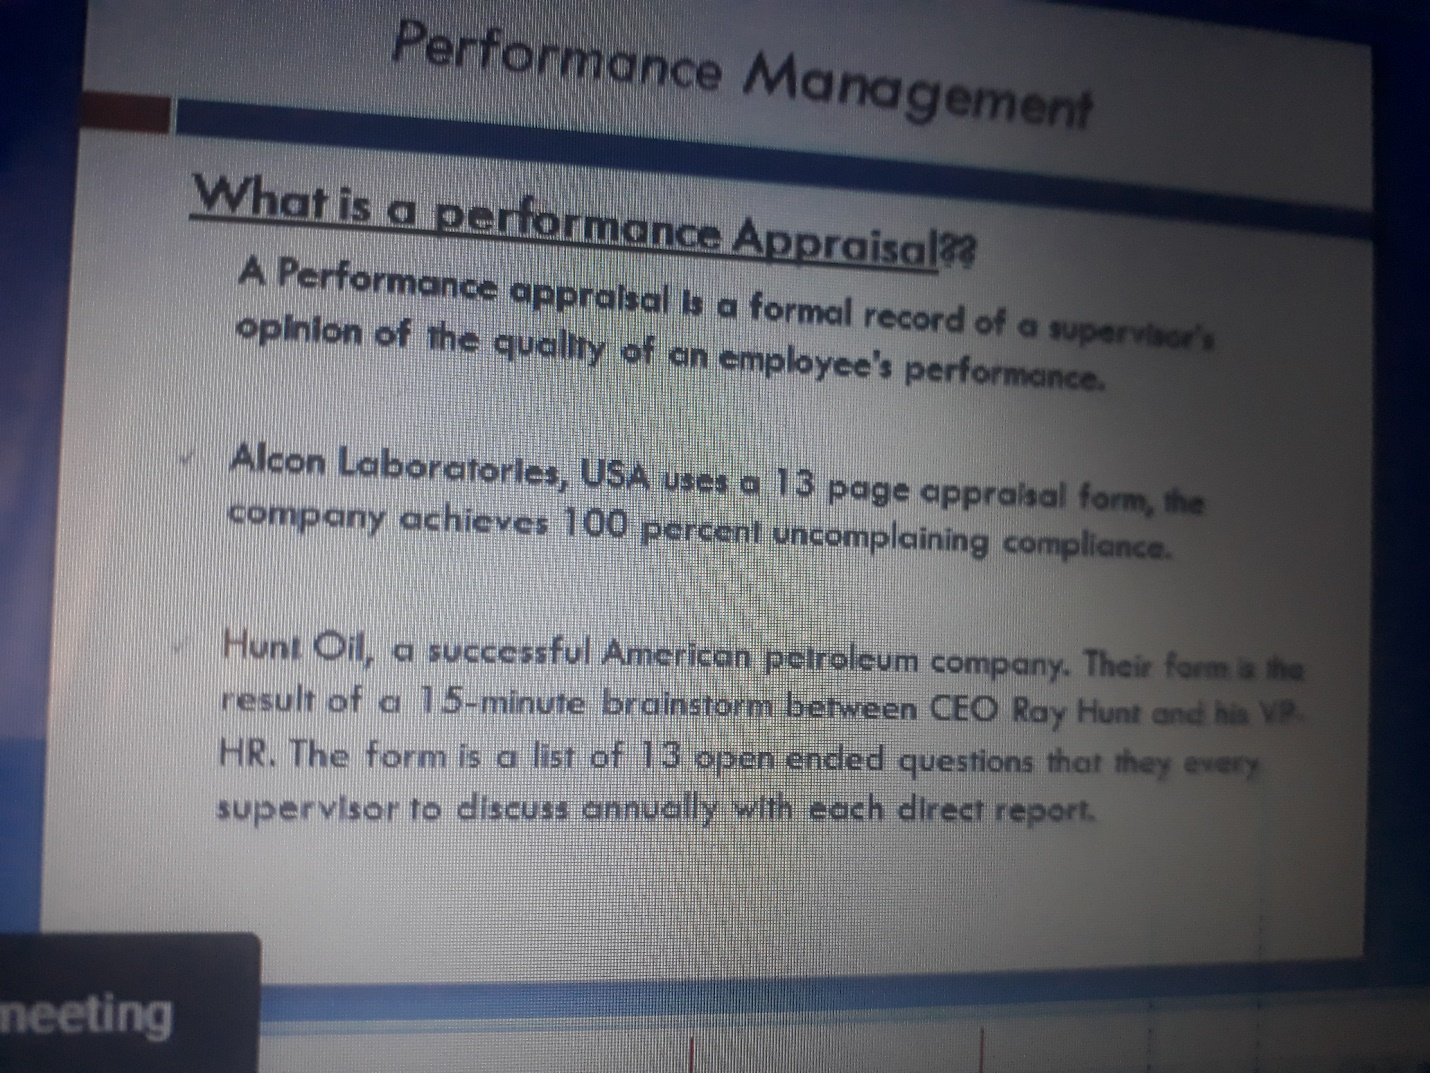 Performance Management
What is a performance Appraisal??
A Performance appraisal is a formal record of a supervisor's
opinion of the quality of an employee's performance.
Alcon Laboratories, USA uses a 13 page appraisal form, the
company achieves 100 percent uncomplaining compliance.
Hunt Oil, a successful American petroleum company. Their form is the
result of a 15-minute brainstorm between CEO Ray Hunt and his VP-
HR. The form is a list of 13 open ended questions that they every
supervisor to discuss annually with each direct report.
meeting